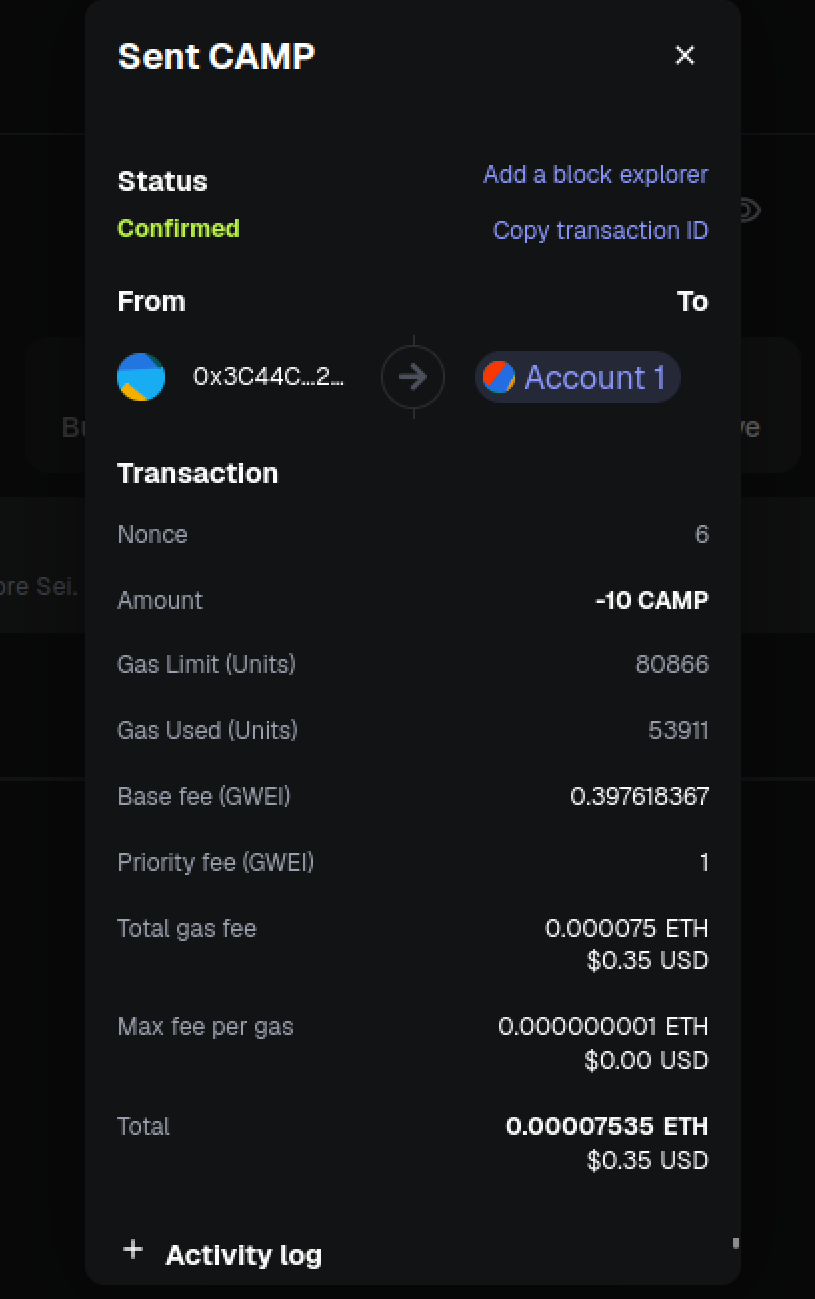 Sent CAMP
Status
Add a block explorer
Confirmed
Copy transaction ID
From
To
0x3C44C...2...
Account 1
Transaction
Nonce
6
Amount
-10 CAMP
Gas Limit (Units)
80866
Gas Used (Units)
53911
Base fee (GWEI)
0.397618367
Priority fee (GWEI)
1
Total gas fee
0.000075 ETH
$0.35 USD
Max fee per gas
0.000000001 ETH
$0.00 USD
Total
0.00007535 ETH
$0.35 USD
+ Activity log